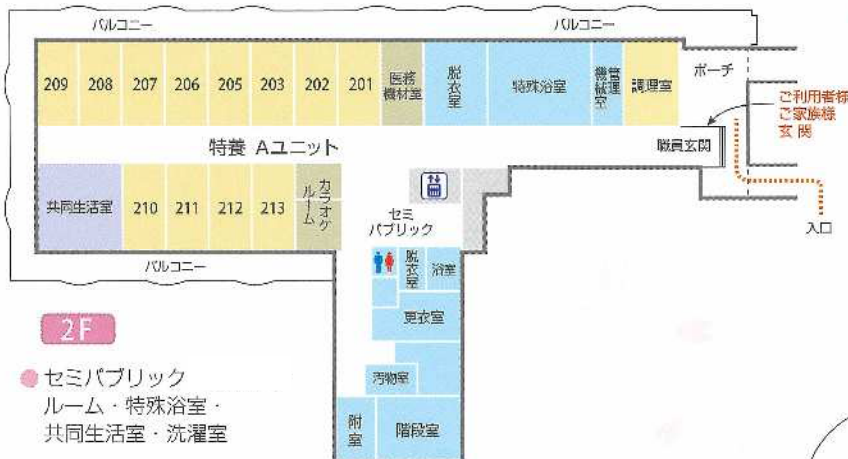 バルコニー
バルコニー
209
208
207
206
205
203
202
201
医務
機材室
脱衣室
特殊浴室
機械室
管理
調理室
ポーチ
ご利用者様
ご家族様
玄 関
特養 Aユニット
職員玄関
共同生活室
210
211
212
213
カラオケ
ルーム
セミ
パブリック
入口
バルコニー
脱衣室
浴室
更衣室
2F
汚物室
セミパブリック
ルーム・特殊浴室・
共同生活室・洗濯室
附室
階段室